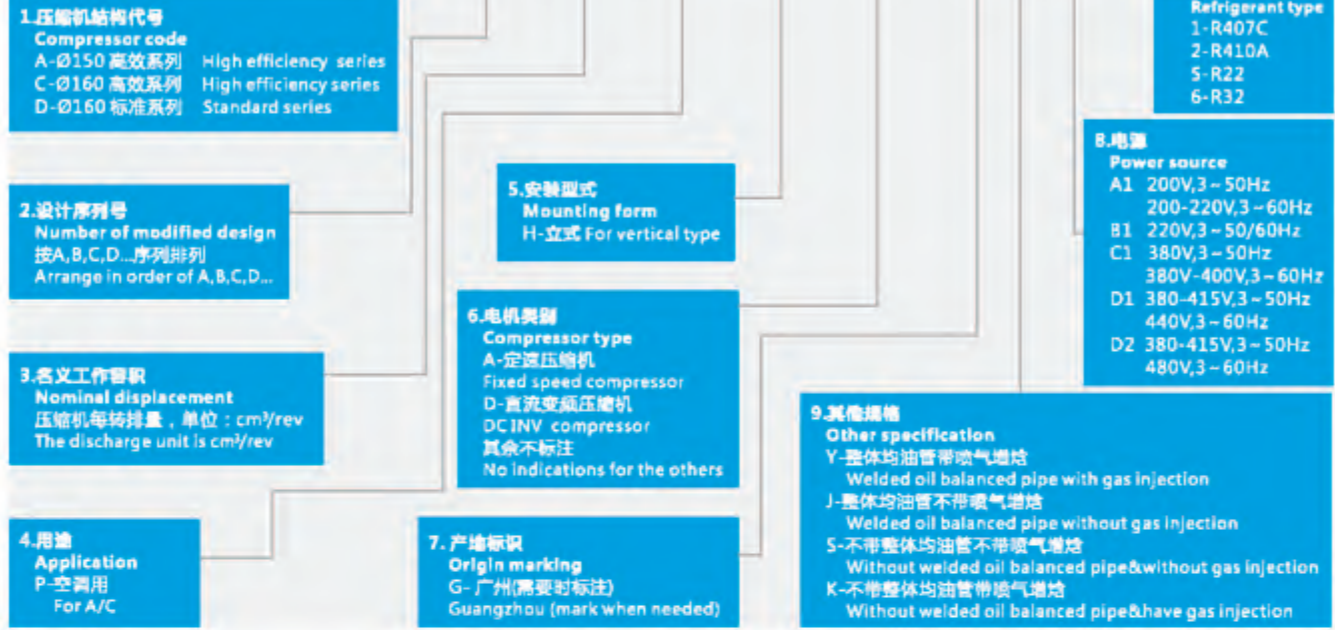 1.压缩机结构代号
Compressor code
A-Ø150 高效系列 High efficiency series
C-Ø160 高效系列 High efficiency series
D-Ø160 标准系列 Standard series
2.设计序列号
Number of modified design
按A,B,C,D...序列排列
Arrange in order of A,B,C,D...
3.名义工作容积
Nominal displacement
压缩机每转排量，单位：cm³/rev
The discharge unit is cm³/rev
4.用途
Application
P-空调用
For A/C
5.安装型式
Mounting form
H-立式 For vertical type
6.电机类别
Compressor type
A-定速压缩机
Fixed speed compressor
D-直流变频压缩机
DC INV compressor
其余不标注
No indications for the others
7. 产地标识
Origin marking
G- 广州(需要时标注)
Guangzhou (mark when needed)
Refrigerant type
1-R407C
2-R410A
5-R22
6-R32
8.电源
Power source
A1 200V,3~50Hz
200-220V,3~60Hz
B1 220V,3~50/60Hz
C1 380V,3~50Hz
380V-400V,3~60Hz
D1 380-415V,3~50Hz
440V,3~60Hz
D2 380-415V,3~50Hz
480V,3~60Hz
9.其他规格
Other specification
Y-整体均油管带喷气增焓
Welded oil balanced pipe with gas injection
J-整体均油管不带喷气增焓
Welded oil balanced pipe without gas injection
S-不带整体均油管不带喷气增焓
Without welded oil balanced pipe&without gas injection
K-不带整体均油管带喷气增焓
Without welded oil balanced pipe&have gas injection